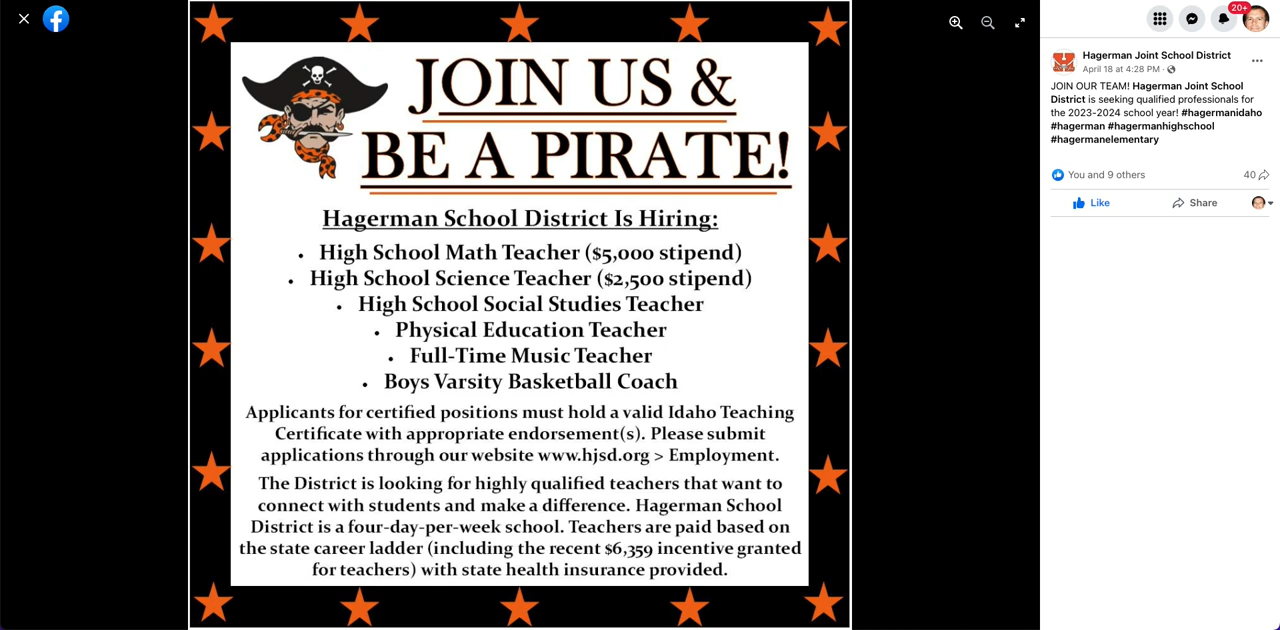 JOIN US &
BE A PIRATE!
Hagerman School District Is Hiring:
• High School Math Teacher ($5,000 stipend)
• High School Science Teacher ($2,500 stipend)
• High School Social Studies Teacher
• Physical Education Teacher
• Full-Time Music Teacher
• Boys Varsity Basketball Coach
Applicants for certified positions must hold a valid Idaho Teaching
Certificate with appropriate endorsement(s). Please submit
applications through our website www.hjsd.org > Employment.
The District is looking for highly qualified teachers that want to
connect with students and make a difference. Hagerman School
District is a four-day-per-week school. Teachers are paid based on
the state career ladder (including the recent $6,359 incentive granted
for teachers) with state health insurance provided.
20+
Hagerman Joint School District
April 18 at 4:28 PM ·
JOIN OUR TEAM! Hagerman Joint School
District is seeking qualified professionals for
the 2023-2024 school year! #hagermanidaho
#hagerman #hagermanhighschool
#hagermanelementary
You and 9 others
40
Like
Share